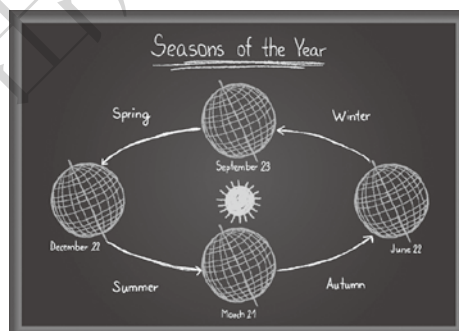 Seasons of the Year
Spring
Winter
September 23
December 22
June 22
Summer
Autumn
March 21